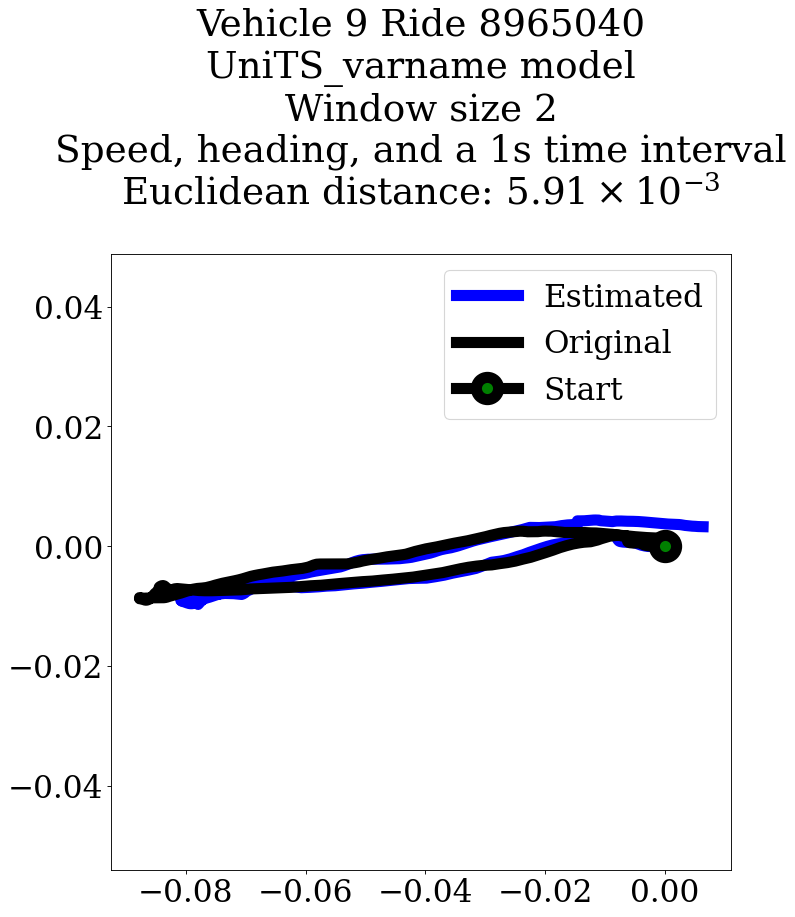 Vehicle 9 Ride 8965040
UniTS_varname model
Window size 2
Speed, heading, and a 1s time interval
Euclidean distance: 5.91 × 10⁻³
Estimated
Original
Start
0.04
0.02
0.00
−0.02
−0.04
−0.08 −0.06 −0.04 −0.02 0.00